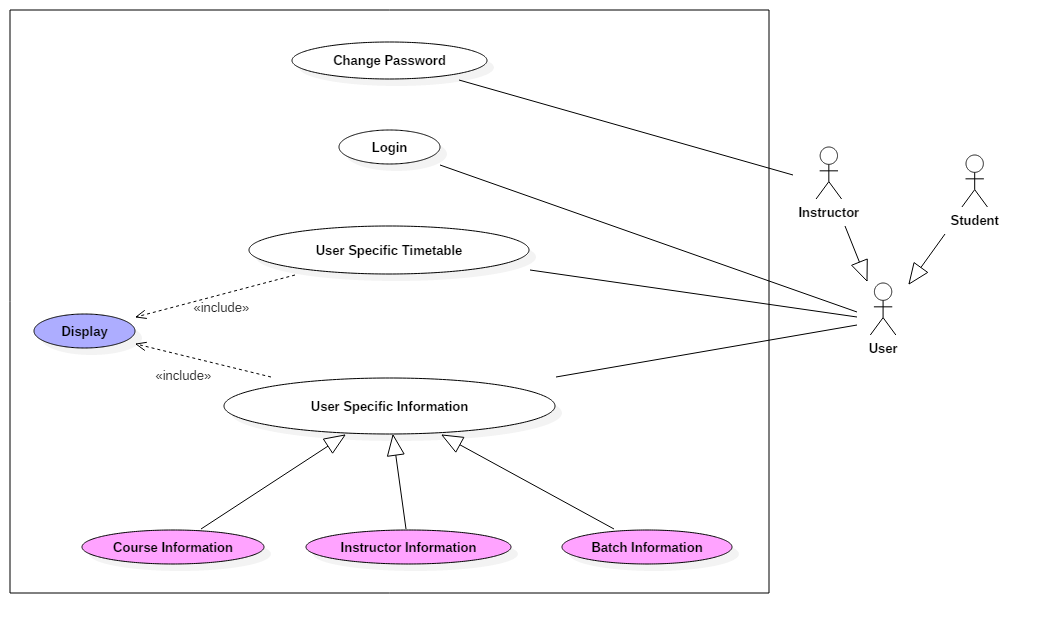 Change Password
Login
Instructor
Student
User Specific Timetable
«include»
Display
User
«include»
User Specific Information
Course Information
Instructor Information
Batch Information